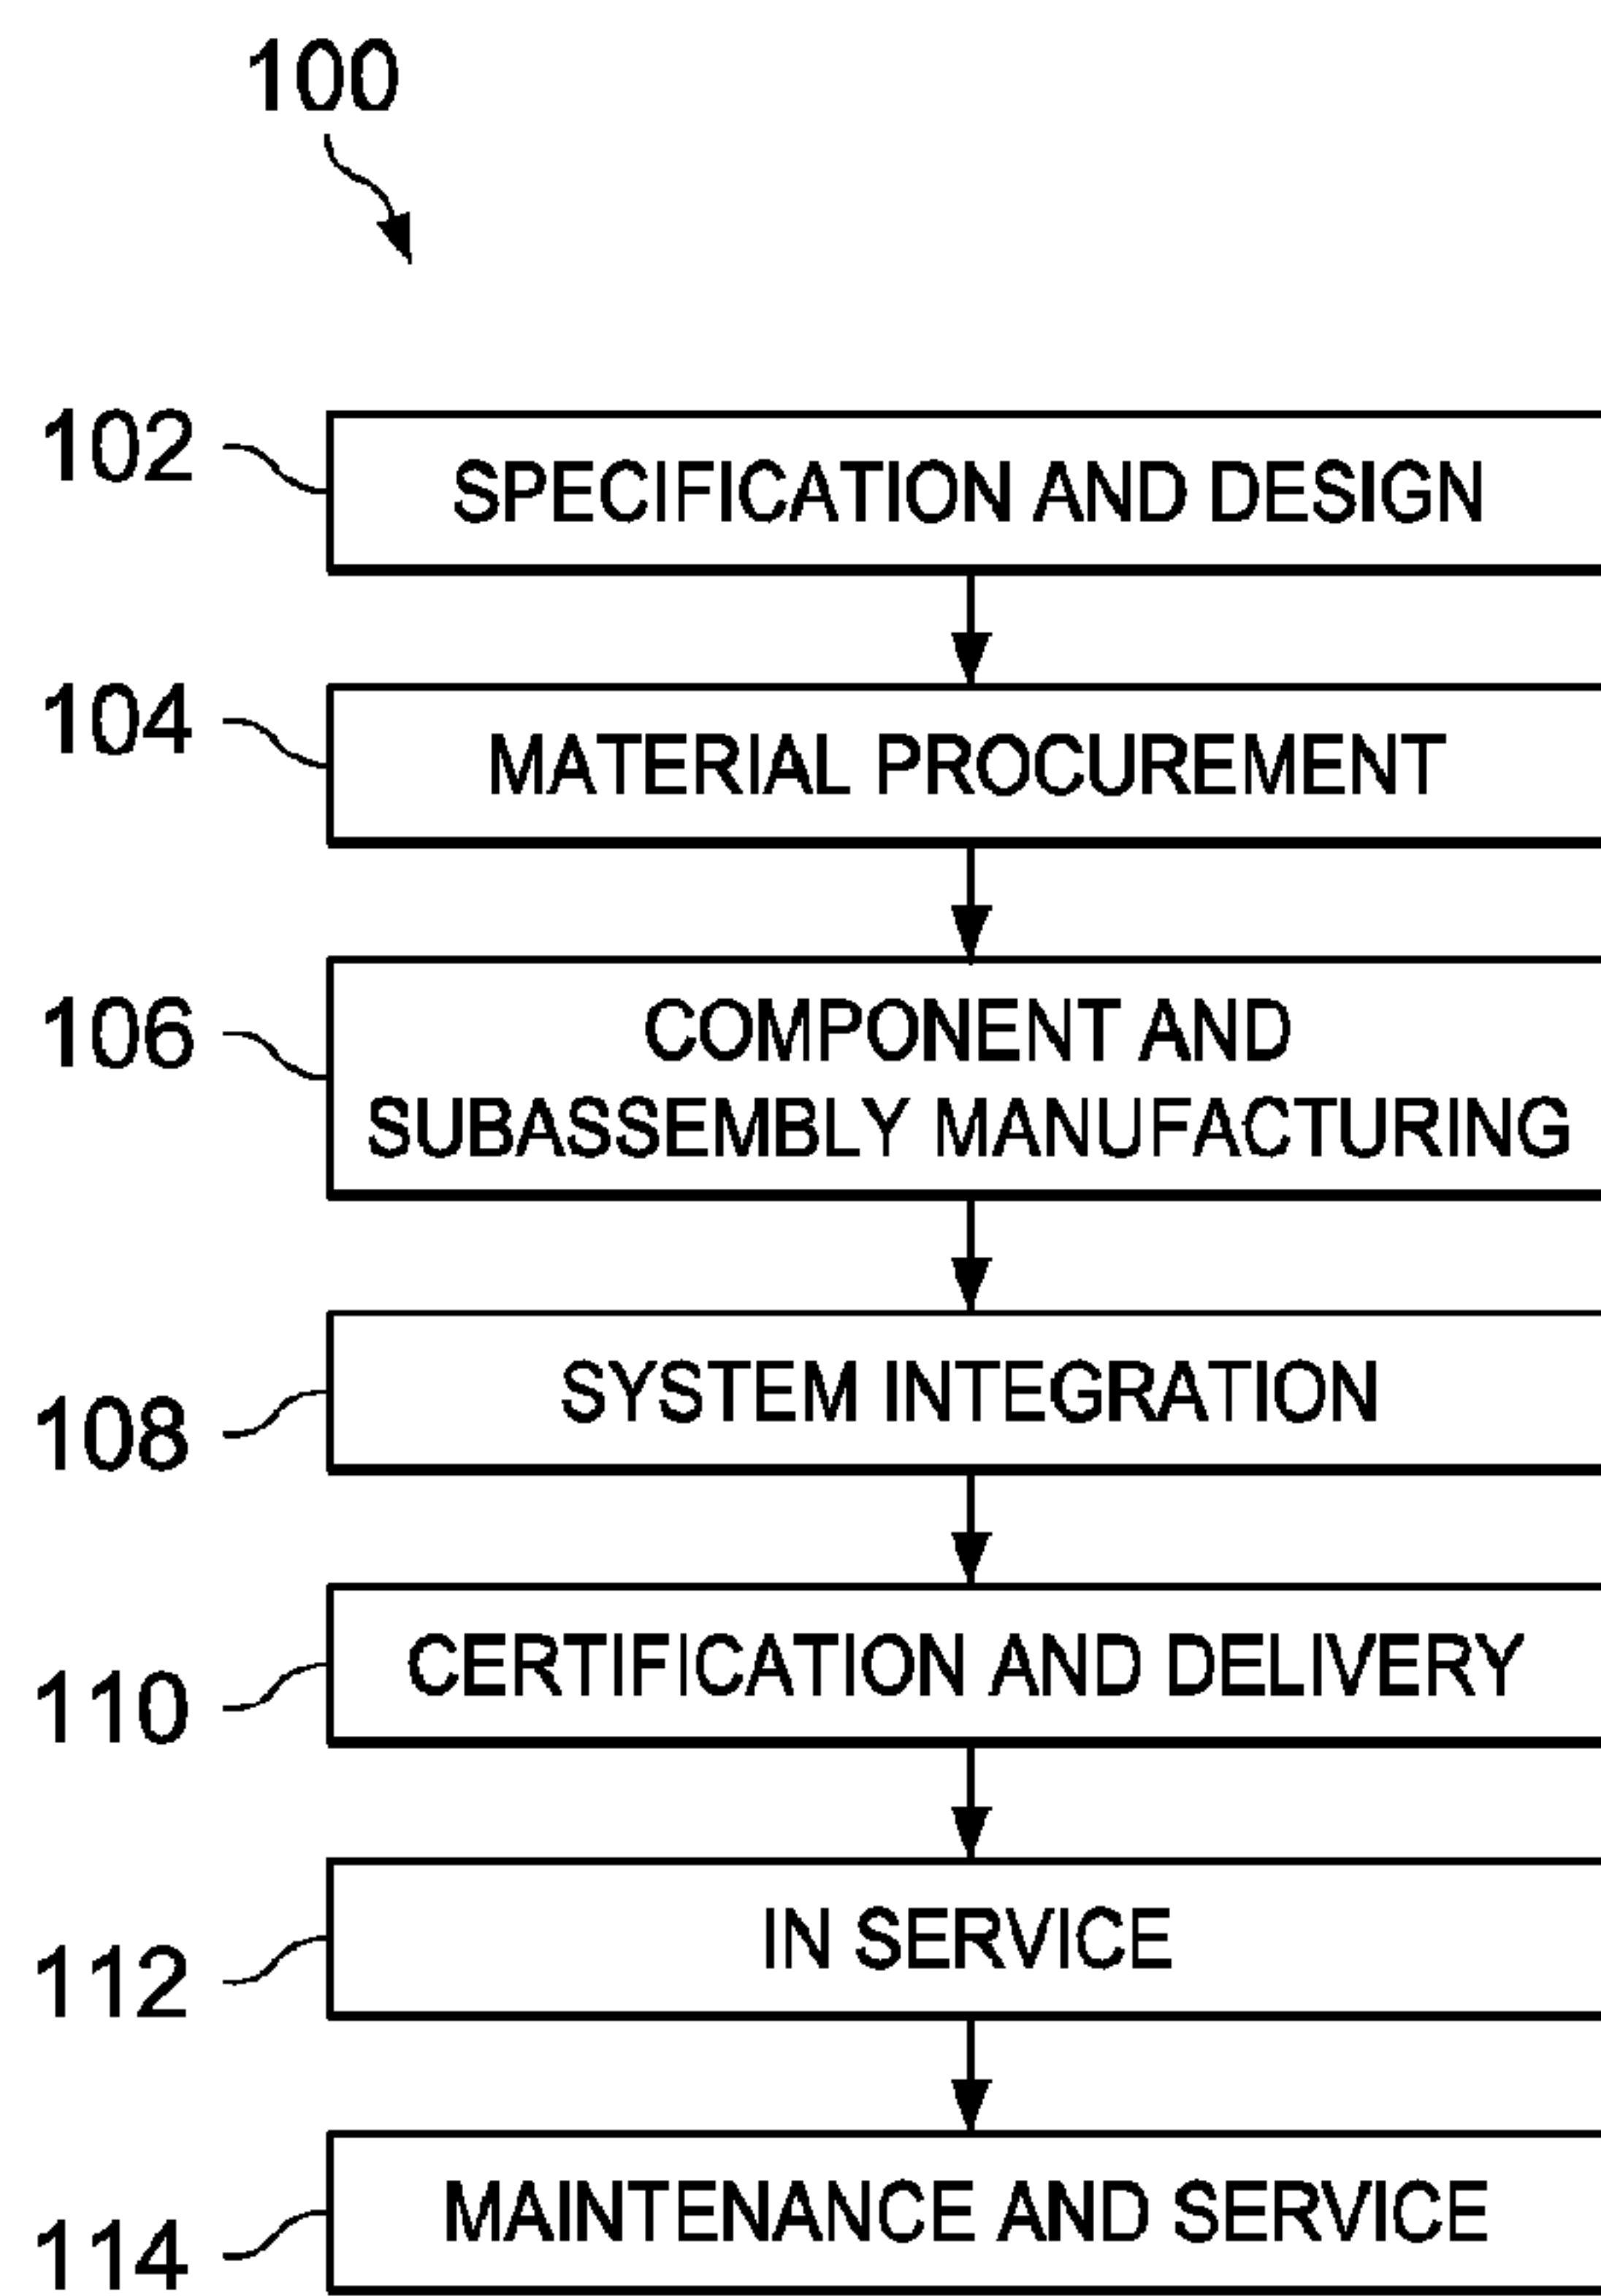 100
102
SPECIFICATION AND DESIGN
104
MATERIAL PROCUREMENT
106
COMPONENT AND
SUBASSEMBLY MANUFACTURING
108
SYSTEM INTEGRATION
110
CERTIFICATION AND DELIVERY
112
IN SERVICE
114
MAINTENANCE AND SERVICE